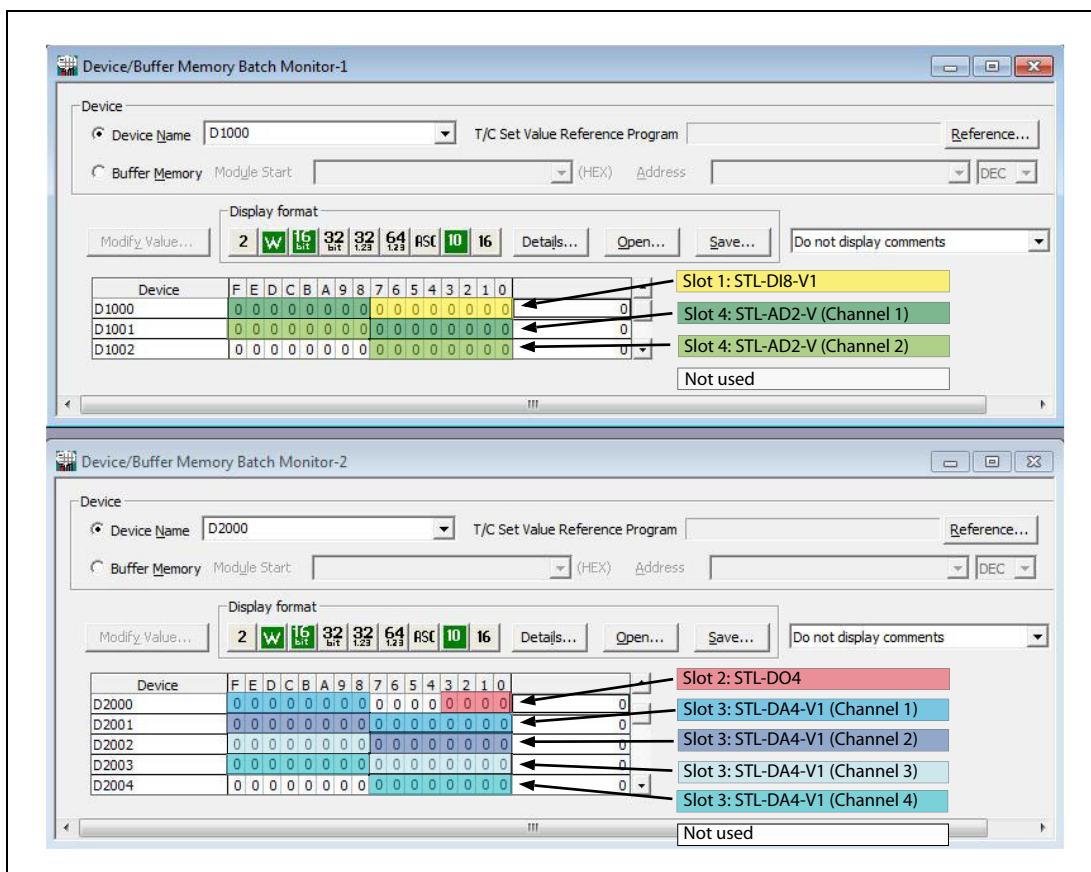 Device/Buffer Memory Batch Monitor-1
Device
Device Name D1000 T/C Set Value Reference Program Reference...
Buffer Memory Module Start (HEX) Address DEC
Display format
Modify Value... 2 W 16 bit 32 bit 32 1.23 64 1.23 ASC 10 16 Details... Open... Save... Do not display comments
Device F E D C B A 9 8 7 6 5 4 3 2 1 0
D1000 0 0 0 0 0 0 0 0 0 0 0 0 0 0 0 0 0
D1001 0 0 0 0 0 0 0 0 0 0 0 0 0 0 0 0 0
D1002 0 0 0 0 0 0 0 0 0 0 0 0 0 0 0 0 0
Slot 1: STL-DI8-V1
Slot 4: STL-AD2-V (Channel 1)
Slot 4: STL-AD2-V (Channel 2)
Not used
Device/Buffer Memory Batch Monitor-2
Device
Device Name D2000 T/C Set Value Reference Program Reference...
Buffer Memory Module Start (HEX) Address DEC
Display format
Modify Value... 2 W 16 bit 32 bit 32 1.23 64 1.23 ASC 10 16 Details... Open... Save... Do not display comments
Device F E D C B A 9 8 7 6 5 4 3 2 1 0
D2000 0 0 0 0 0 0 0 0 0 0 0 0 0 0 0 0 0
D2001 0 0 0 0 0 0 0 0 0 0 0 0 0 0 0 0 0
D2002 0 0 0 0 0 0 0 0 0 0 0 0 0 0 0 0 0
D2003 0 0 0 0 0 0 0 0 0 0 0 0 0 0 0 0 0
D2004 0 0 0 0 0 0 0 0 0 0 0 0 0 0 0 0 0
Slot 2: STL-DO4
Slot 3: STL-DA4-V1 (Channel 1)
Slot 3: STL-DA4-V1 (Channel 2)
Slot 3: STL-DA4-V1 (Channel 3)
Slot 3: STL-DA4-V1 (Channel 4)
Not used